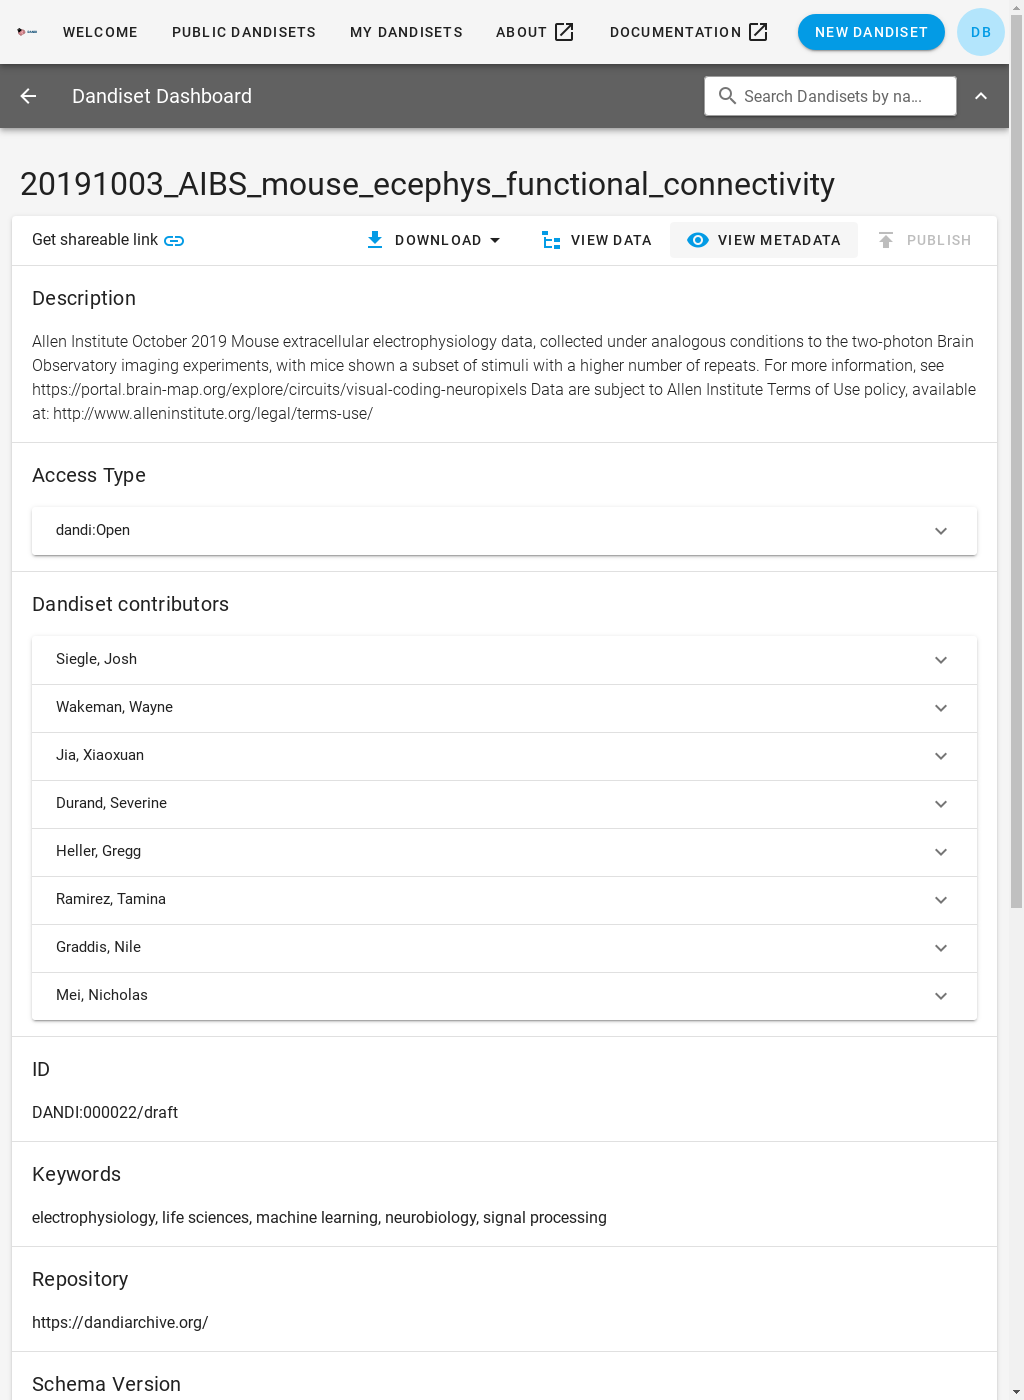 WELCOME PUBLIC DANDISETS MY DANDISETS ABOUT DOCUMENTATION NEW DANDISET DB
Dandiset Dashboard Search Dandisets by na...
20191003_AIBS_mouse_ecephys_functional_connectivity
Get shareable link DOWNLOAD VIEW DATA VIEW METADATA PUBLISH
Description
Allen Institute October 2019 Mouse extracellular electrophysiology data, collected under analogous conditions to the two-photon Brain
Observatory imaging experiments, with mice shown a subset of stimuli with a higher number of repeats. For more information, see
https://portal.brain-map.org/explore/circuits/visual-coding-neuropixels Data are subject to Allen Institute Terms of Use policy, available
at: http://www.alleninstitute.org/legal/terms-use/
Access Type
dandi:Open
Dandiset contributors
Siegle, Josh
Wakeman, Wayne
Jia, Xiaoxuan
Durand, Severine
Heller, Gregg
Ramirez, Tamina
Graddis, Nile
Mei, Nicholas
ID
DANDI:000022/draft
Keywords
electrophysiology, life sciences, machine learning, neurobiology, signal processing
Repository
https://dandiarchive.org/
Schema Version